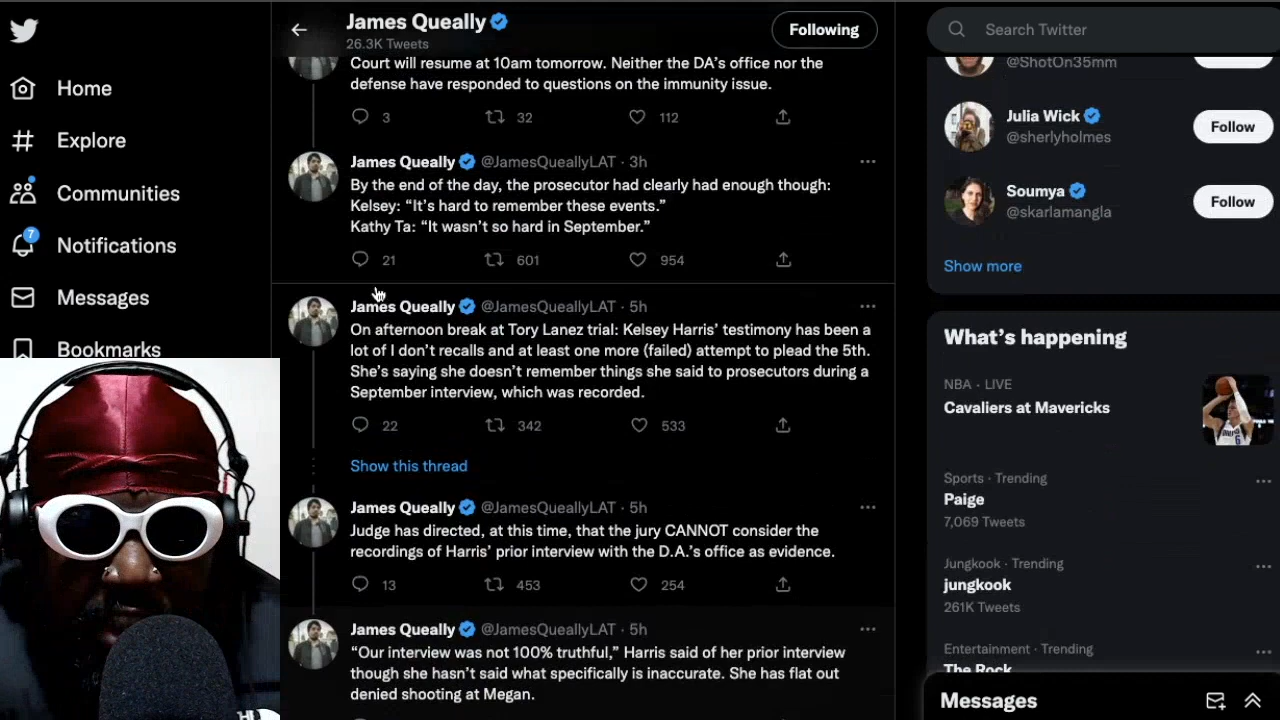 James Queally
26.3K Tweets
Following
Home
Explore
Communities
7
Notifications
Messages
Bookmarks
Court will resume at 10am tomorrow. Neither the DA's office nor the
defense have responded to questions on the immunity issue.
3 32 112
James Queally @JamesQueallyLAT · 3h
By the end of the day, the prosecutor had clearly had enough though:
Kelsey: “It's hard to remember these events.”
Kathy Ta: “It wasn't so hard in September.”
21 601 954
James Queally @JamesQueallyLAT · 5h
On afternoon break at Tory Lanez trial: Kelsey Harris' testimony has been a
lot of I don't recalls and at least one more (failed) attempt to plead the 5th.
She's saying she doesn't remember things she said to prosecutors during a
September interview, which was recorded.
22 342 533
Show this thread
James Queally @JamesQueallyLAT · 5h
Judge has directed, at this time, that the jury CANNOT consider the
recordings of Harris' prior interview with the D.A.'s office as evidence.
13 453 254
James Queally @JamesQueallyLAT · 5h
“Our interview was not 100% truthful,” Harris said of her prior interview
though she hasn't said what specifically is inaccurate. She has flat out
denied shooting at Megan.
Search Twitter
@ShotOn35mm
Julia Wick
@sherlyholmes
Follow
Soumya
@skarlamangla
Follow
Show more
What's happening
NBA · LIVE
Cavaliers at Mavericks
Sports · Trending
Paige
7,069 Tweets
Jungkook · Trending
jungkook
261K Tweets
Entertainment · Trending
The Rock
Messages